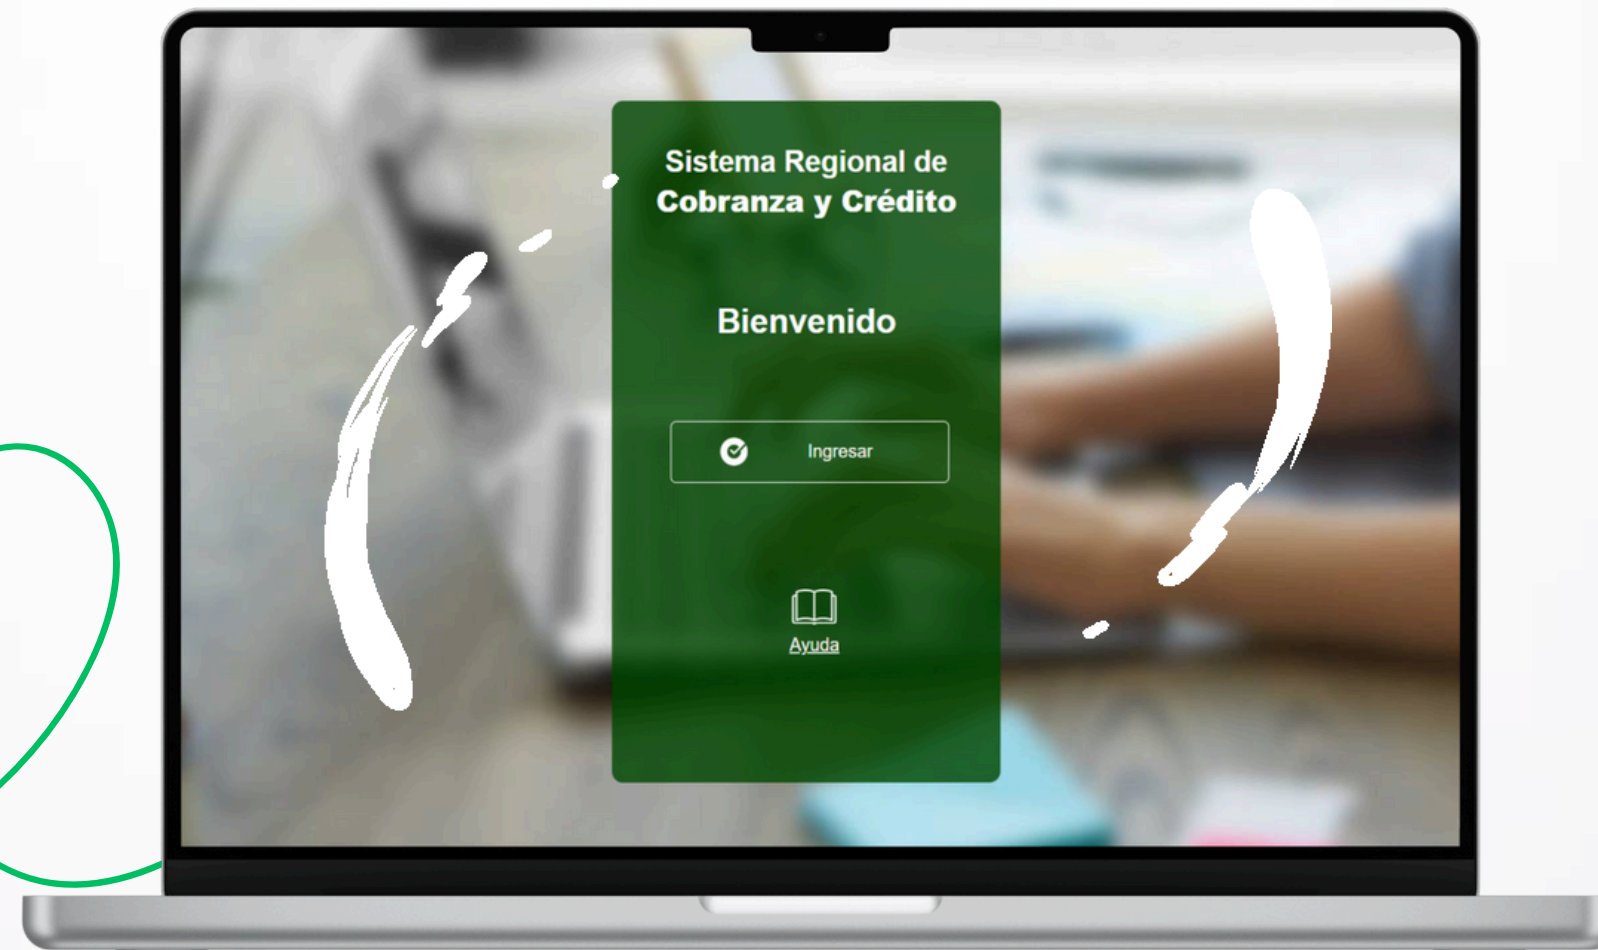 Sistema Regional de
Cobranza y Crédito
Bienvenido
Ingresar
Ayuda